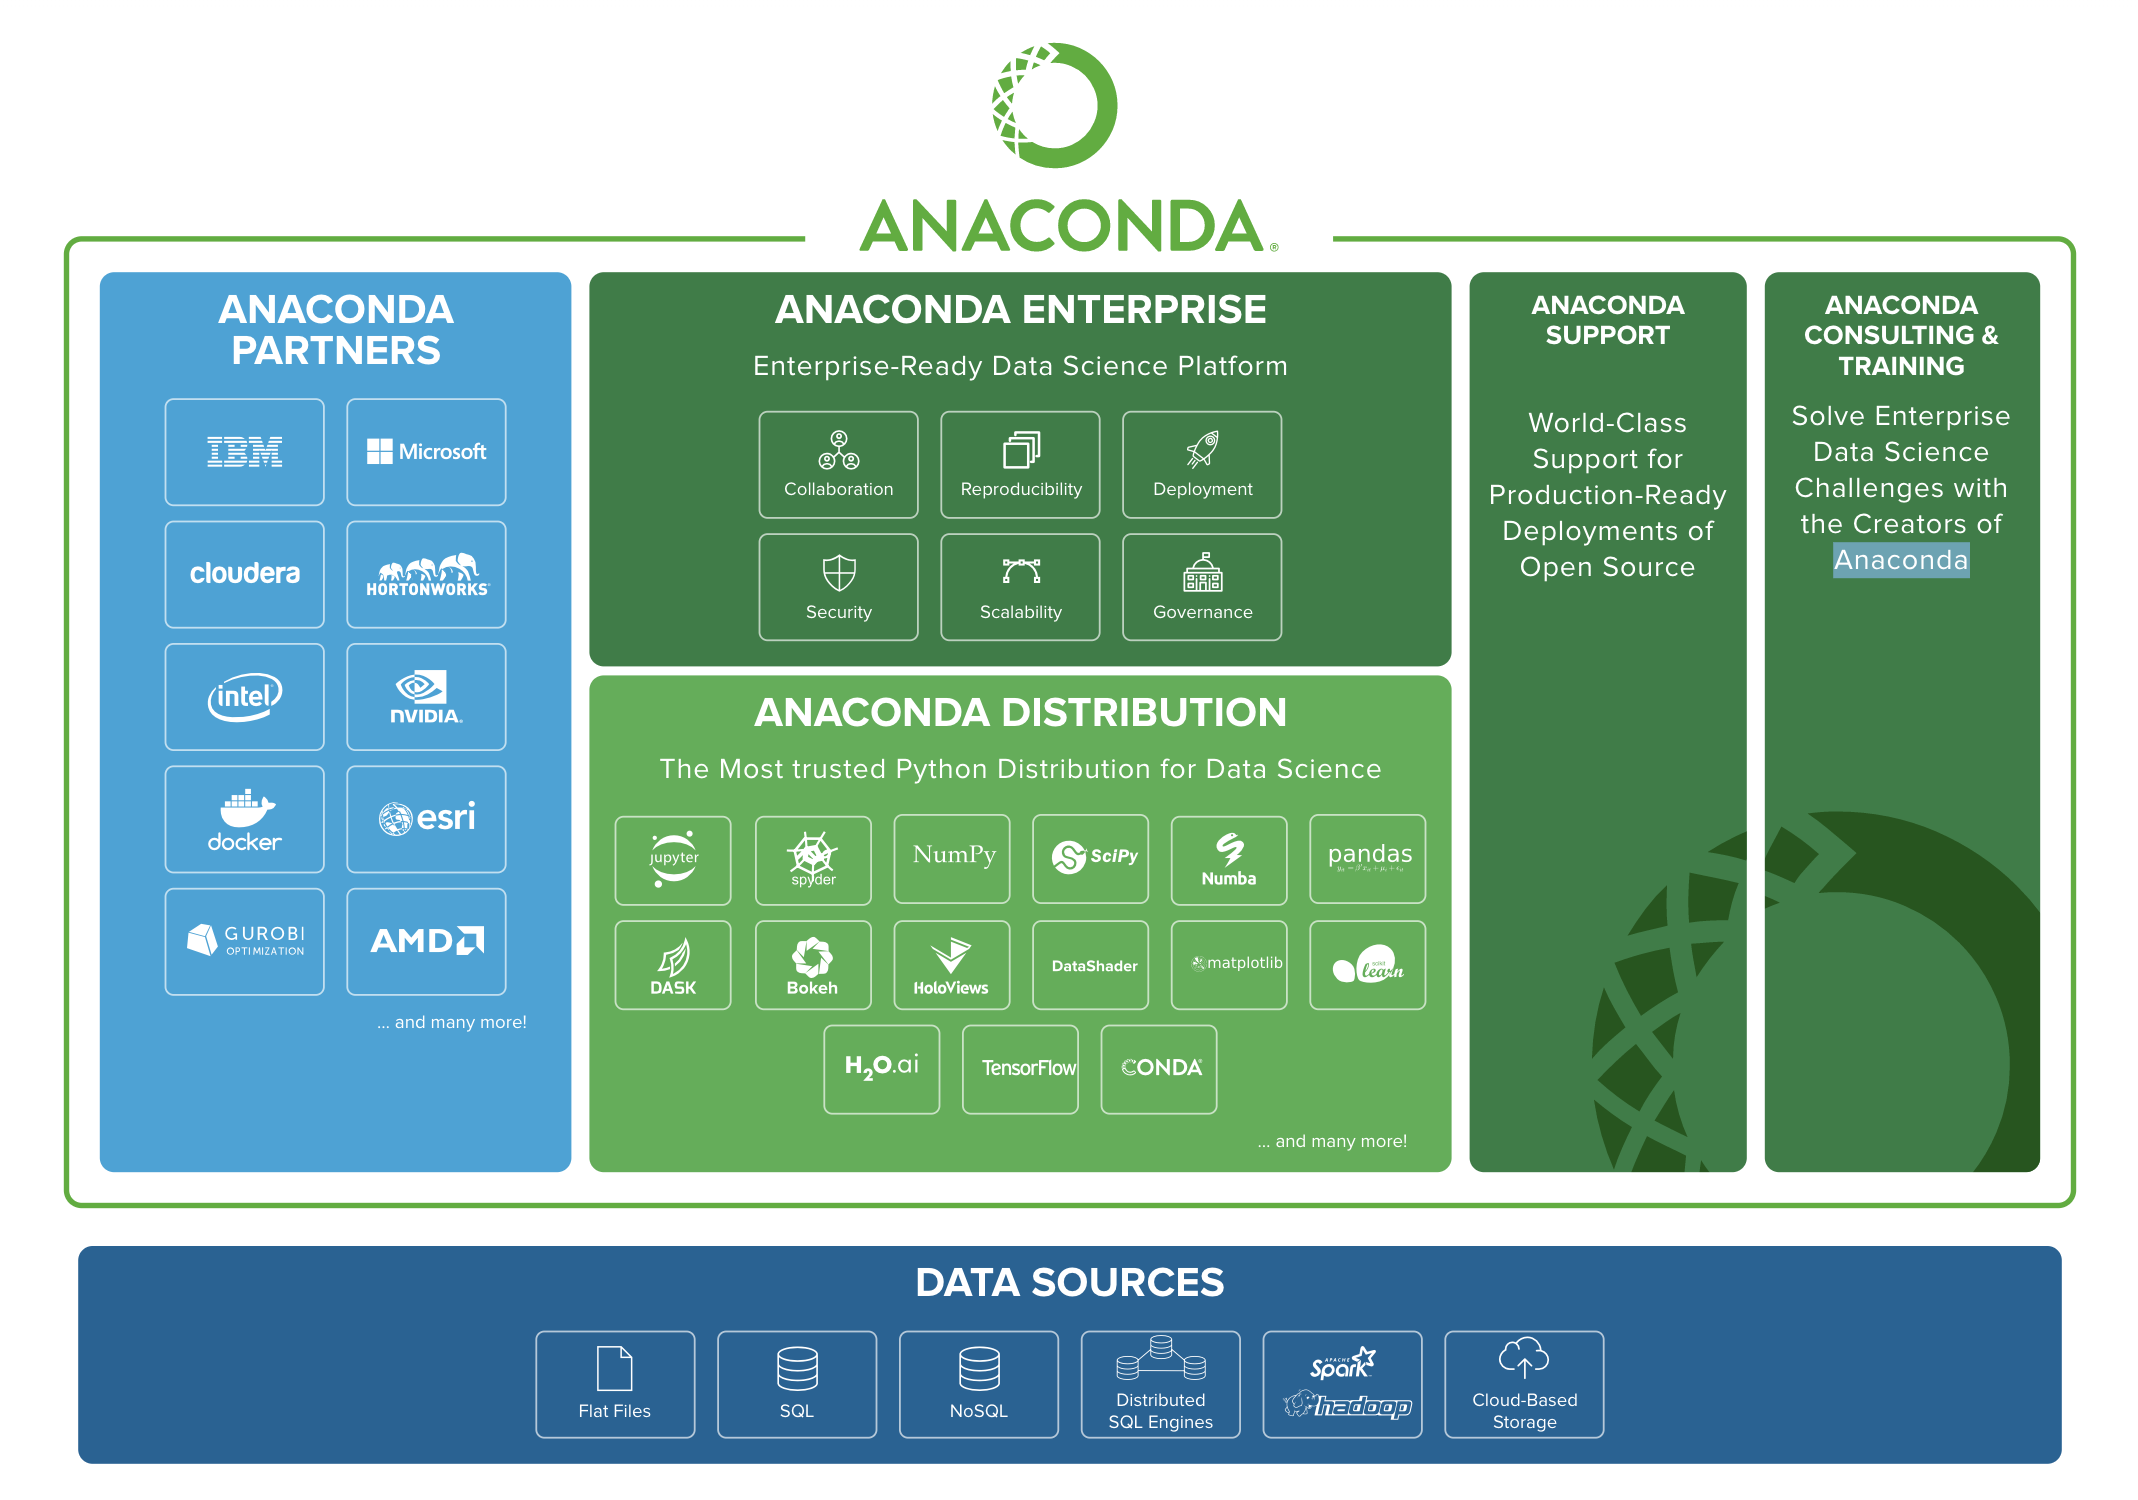 ANACONDA®
ANACONDA
PARTNERS
IBM
Microsoft
cloudera
HORTONWORKS
intel
NVIDIA.
docker
esri
GUROBI
OPTIMIZATION
AMD
... and many more!
ANACONDA ENTERPRISE
Enterprise-Ready Data Science Platform
Collaboration
Reproducibility
Deployment
Security
Scalability
Governance
ANACONDA DISTRIBUTION
The Most trusted Python Distribution for Data Science
jupyter
spyder
NumPy
SciPy
Numba
pandas
DASK
Bokeh
HoloViews
DataShader
matplotlib
scikit
learn
H2O.ai
TensorFlow
CONDA
... and many more!
ANACONDA
SUPPORT
World-Class
Support for
Production-Ready
Deployments of
Open Source
ANACONDA
CONSULTING &
TRAINING
Solve Enterprise
Data Science
Challenges with
the Creators of
Anaconda
DATA SOURCES
Flat Files
SQL
NoSQL
Distributed
SQL Engines
APACHE
Spark
hadoop
Cloud-Based
Storage